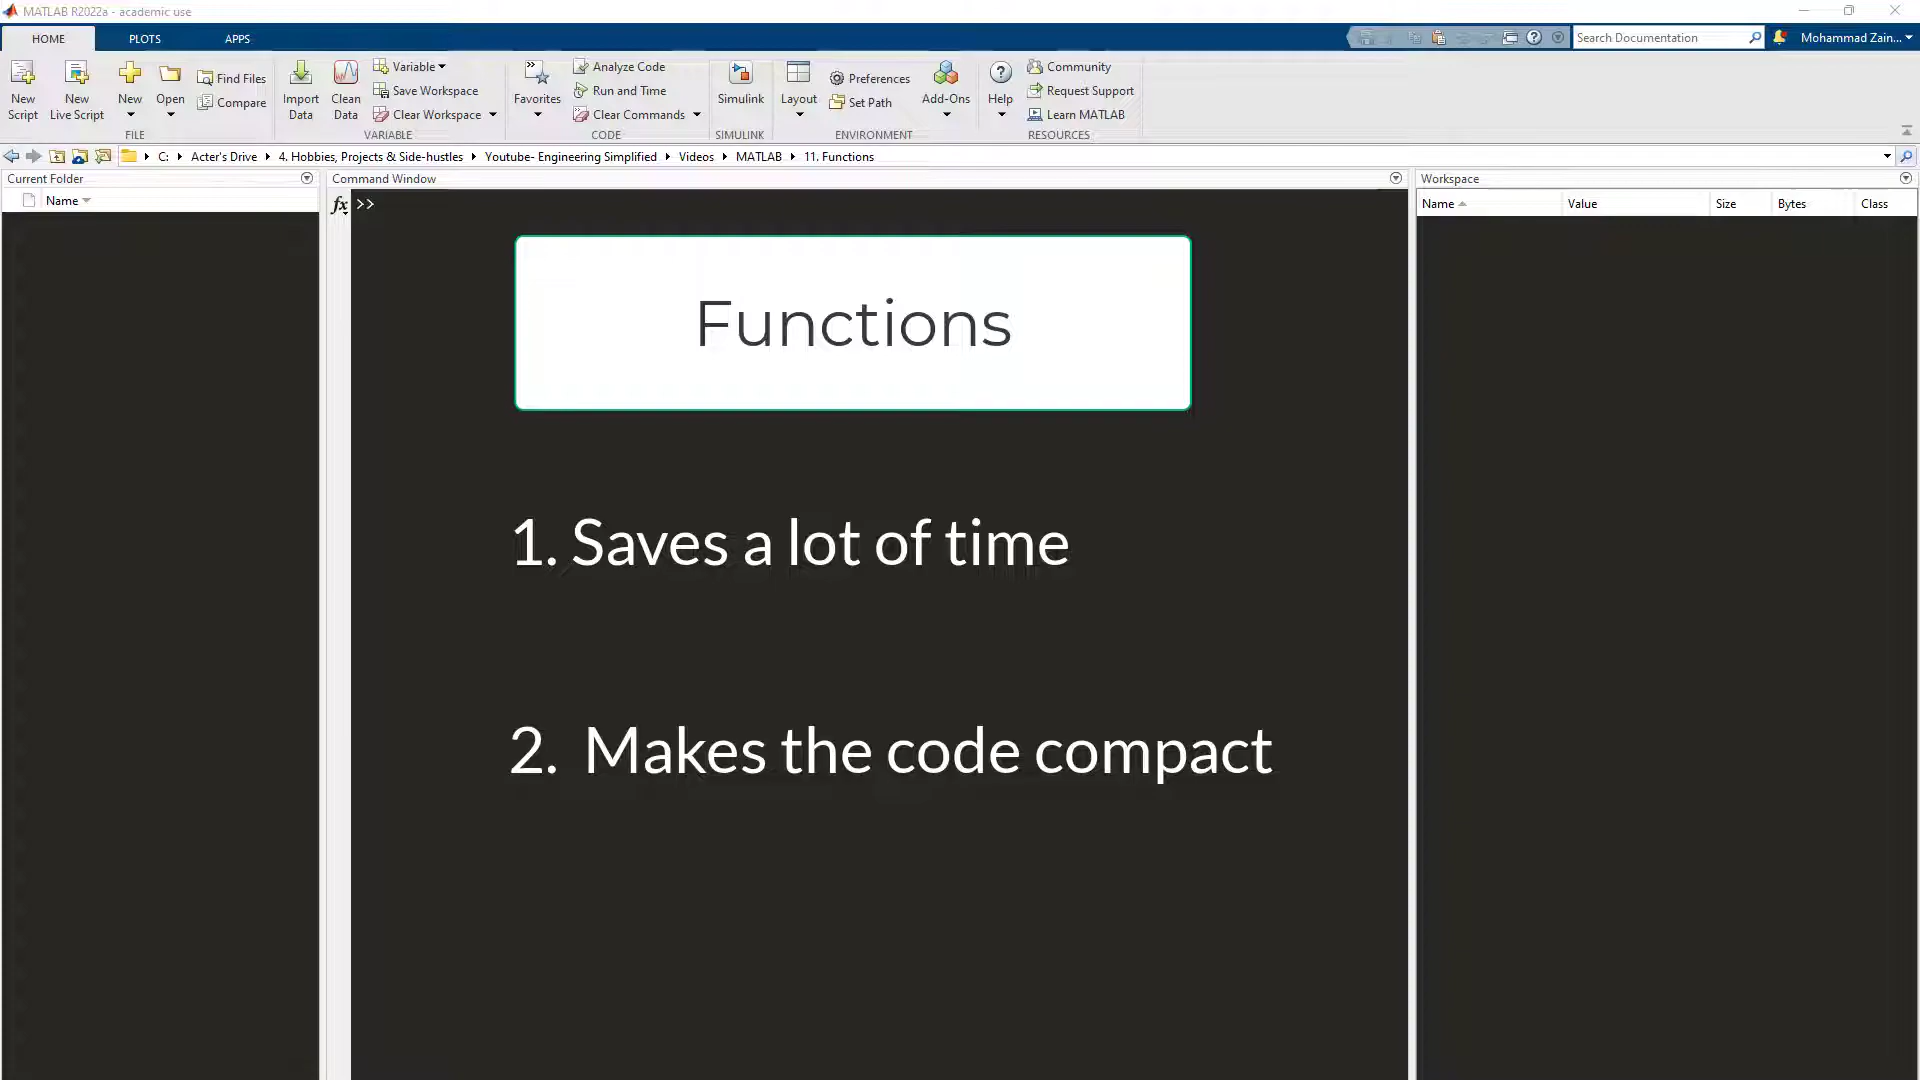 MATLAB R2022a - academic use
HOME PLOTS APPS
Search Documentation
Mohammad Zain...
New Script
New Live Script
New
Open
Find Files
Compare
FILE
Import Data
Clean Data
Variable
Save Workspace
Clear Workspace
VARIABLE
Favorites
Analyze Code
Run and Time
Clear Commands
CODE
Simulink
SIMULINK
Layout
Preferences
Set Path
Add-Ons
ENVIRONMENT
Help
Community
Request Support
Learn MATLAB
RESOURCES
C: Acter's Drive 4. Hobbies, Projects & Side-hustles Youtube- Engineering Simplified Videos MATLAB 11. Functions
Current Folder
Name
Command Window
fx >>
Workspace
Name Value Size Bytes Class
Functions
1. Saves a lot of time
2. Makes the code compact